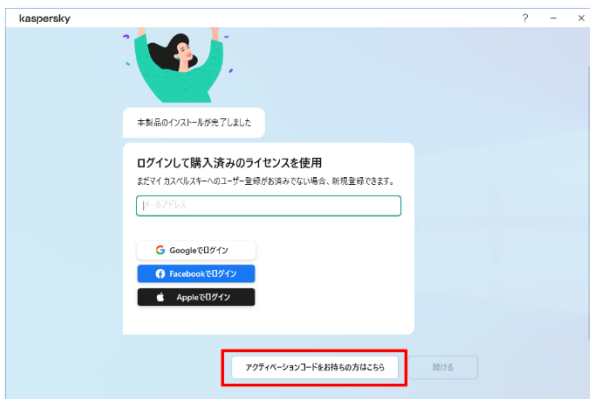 kaspersky
本製品のインストールが完了しました
ログインして購入済みのライセンスを使用
まだマイ カスペルスキーへのユーザー登録がお済みでない場合、新規登録できます。
メールアドレス
Googleでログイン
Facebookでログイン
Appleでログイン
アクティベーションコードをお持ちの方はこちら
続ける